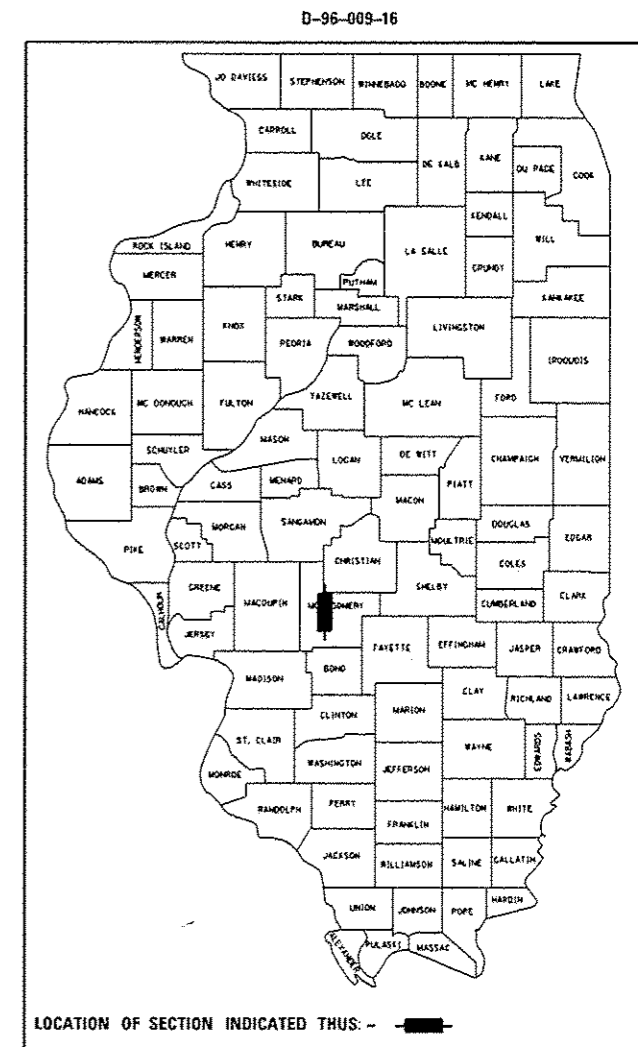 D-96-009-16
JO DAVIESS STEPHENSON WINNEBAGO BOONE MC HENRY LAKE
CARROLL OGLE DE KALB KANE DU PAGE COOK
WHITESIDE LEE
KENDALL WILL
ROCK ISLAND HENRY BUREAU LA SALLE GRUNDY
MERCER PUTNAM KANKAKEE
STARK MARSHALL
HENDERSON WARREN KNOX PEORIA WOODFORD LIVINGSTON IROQUOIS
HANCOCK MC DONOUGH FULTON TAZEWELL MC LEAN FORD
MASON
SCHUYLER LOGAN DE WITT CHAMPAIGN VERMILION
ADAMS BROWN CASS MENARD PIATT
MACON
MORGAN SANGAMON DOUGLAS
PIKE SCOTT MOULTRIE EDGAR
CHRISTIAN COLES
GREENE SHELBY
CALHOUN MACOUPIN MONTGOMERY CUMBERLAND CLARK
JERSEY
FAYETTE EFFINGHAM JASPER CRAWFORD
MADISON BOND
CLAY RICHLAND LAWRENCE
CLINTON MARION
ST. CLAIR WAYNE EDWARDS WABASH
WASHINGTON JEFFERSON
MONROE
RANDOLPH PERRY HAMILTON WHITE
FRANKLIN
JACKSON WILLIAMSON SALINE GALLATIN
UNION JOHNSON POPE HARDIN
ALEXANDER PULASKI MASSAC
LOCATION OF SECTION INDICATED THUS: -